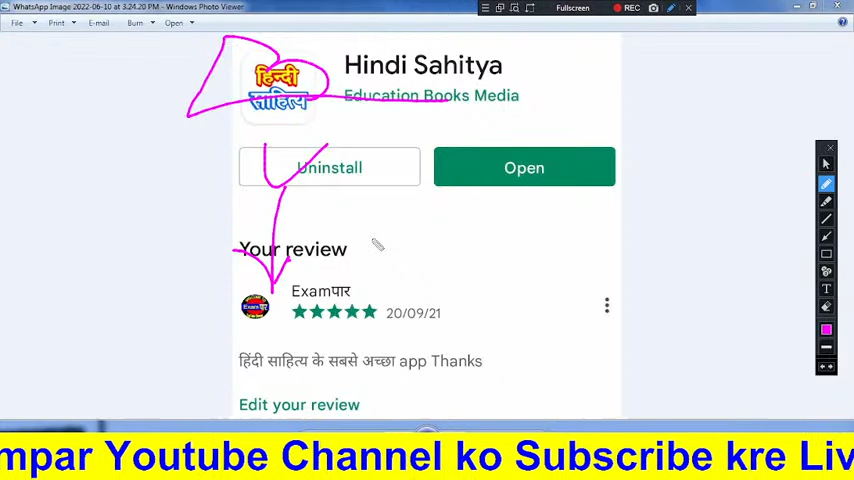 WhatsApp Image 2022-06-10 at 3.24.20 PM - Windows Photo Viewer
Fullscreen REC
File Print E-mail Burn Open
हिन्दी
साहित्य
Hindi Sahitya
Education Books Media
Uninstall
Open
Your review
Examपार
20/09/21
हिंदी साहित्य के सबसे अच्छा app Thanks
Edit your review
mpar Youtube Channel ko Subscribe kre Liv